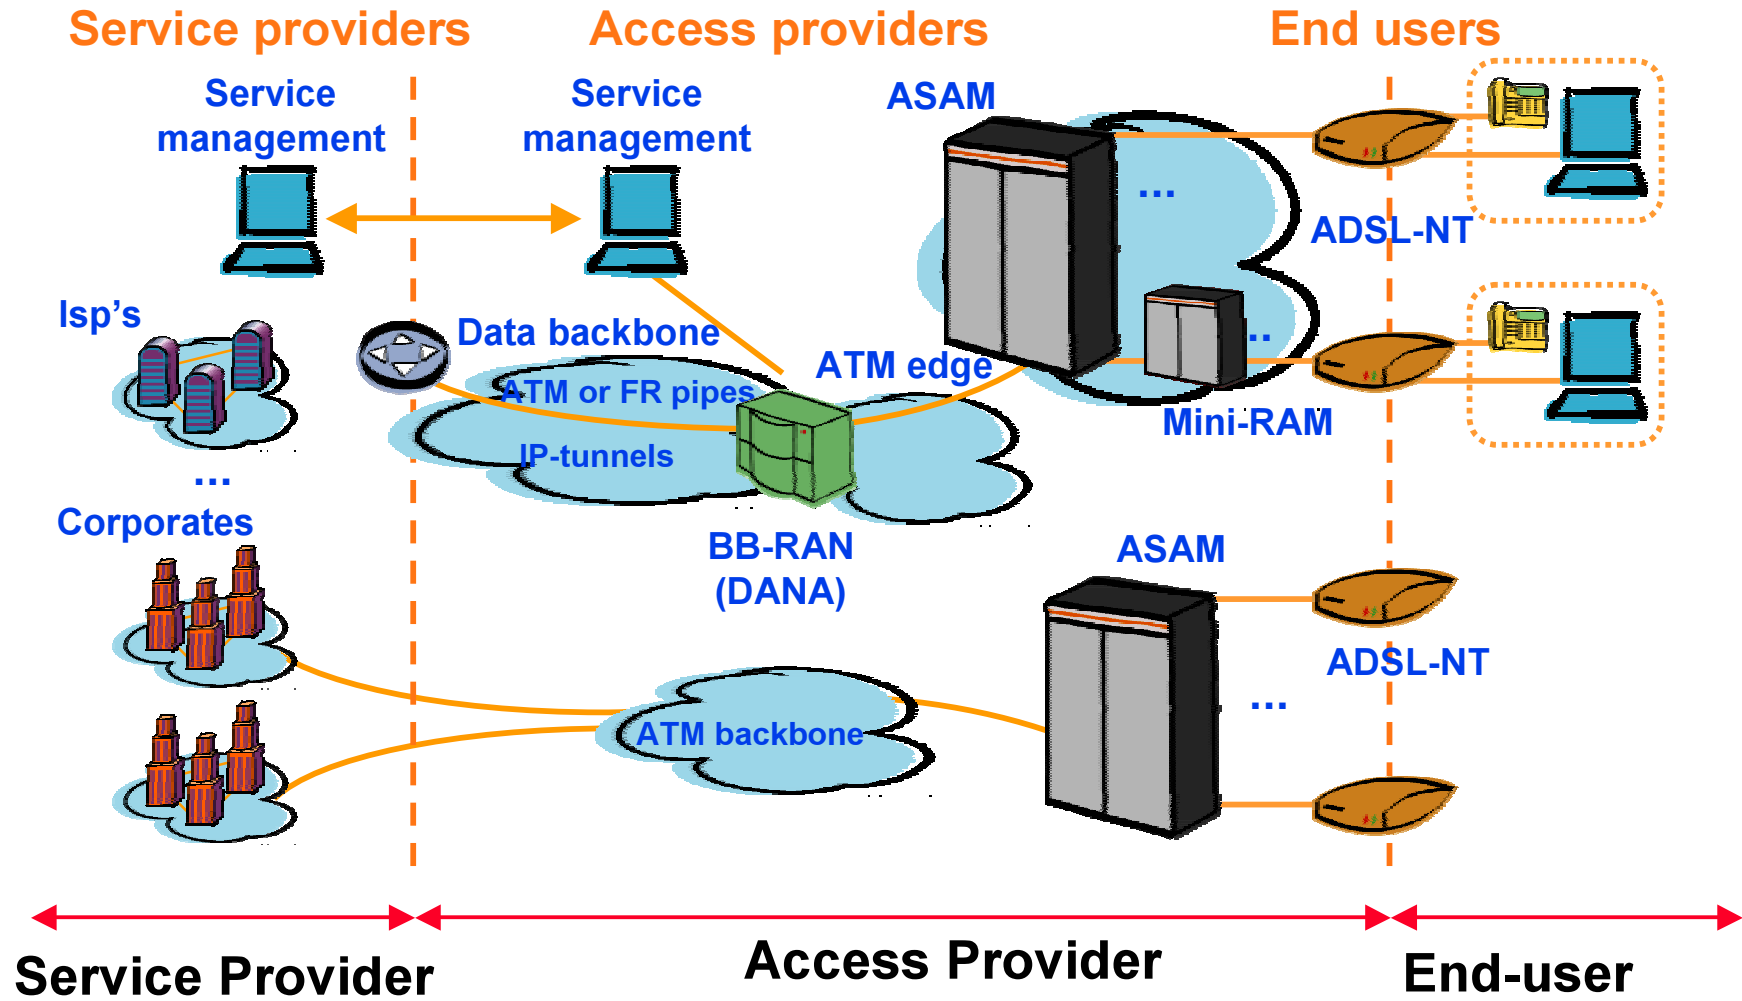 Service providers
Access providers
End users
Service
management
Service
management
ASAM
...
ADSL-NT
Isp's
Data backbone
ATM or FR pipes
IP-tunnels
ATM edge
..
Mini-RAM
...
Corporates
BB-RAN
(DANA)
ASAM
ADSL-NT
...
ATM backbone
Service Provider
Access Provider
End-user